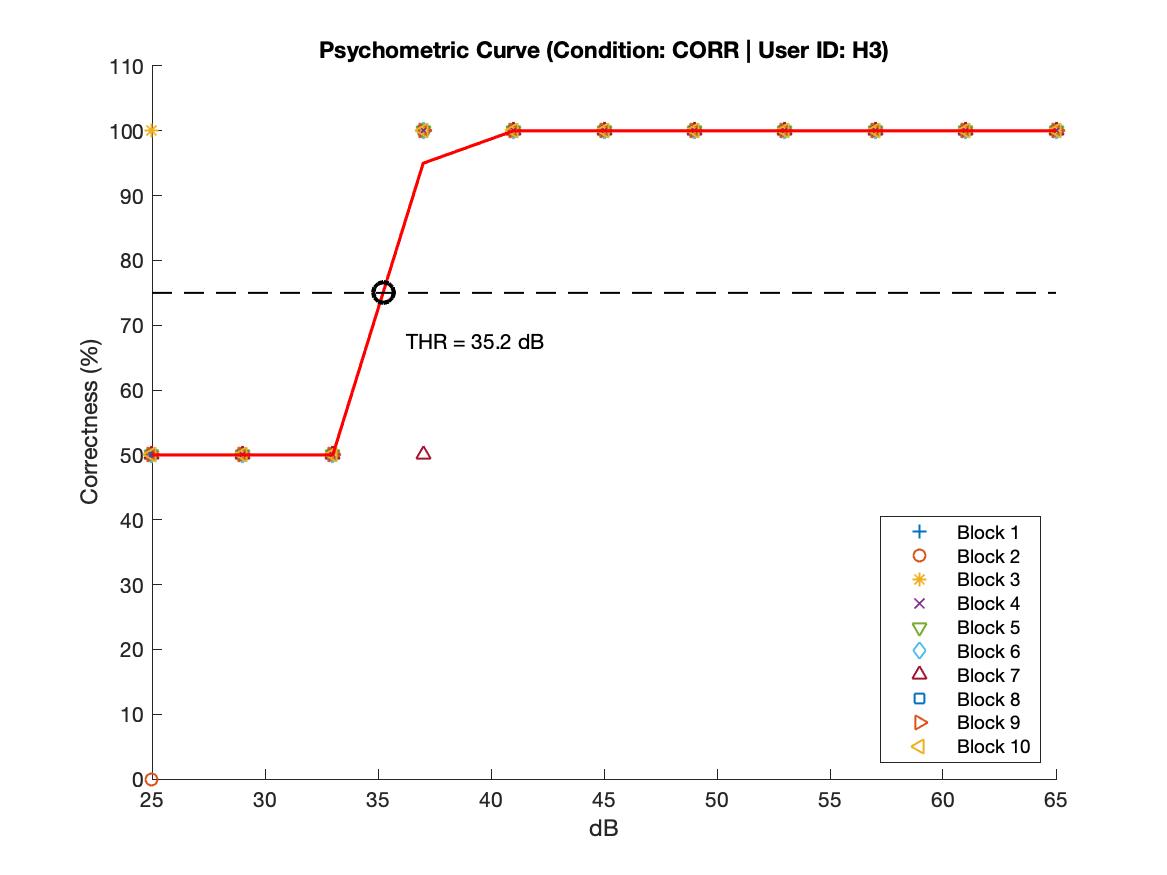 Psychometric Curve (Condition: CORR | User ID: H3)
110
100
90
80
70
60
50
40
30
20
10
0
Correctness (%)
THR = 35.2 dB
Block 1
Block 2
Block 3
Block 4
Block 5
Block 6
Block 7
Block 8
Block 9
Block 10
25 30 35 40 45 50 55 60 65
dB